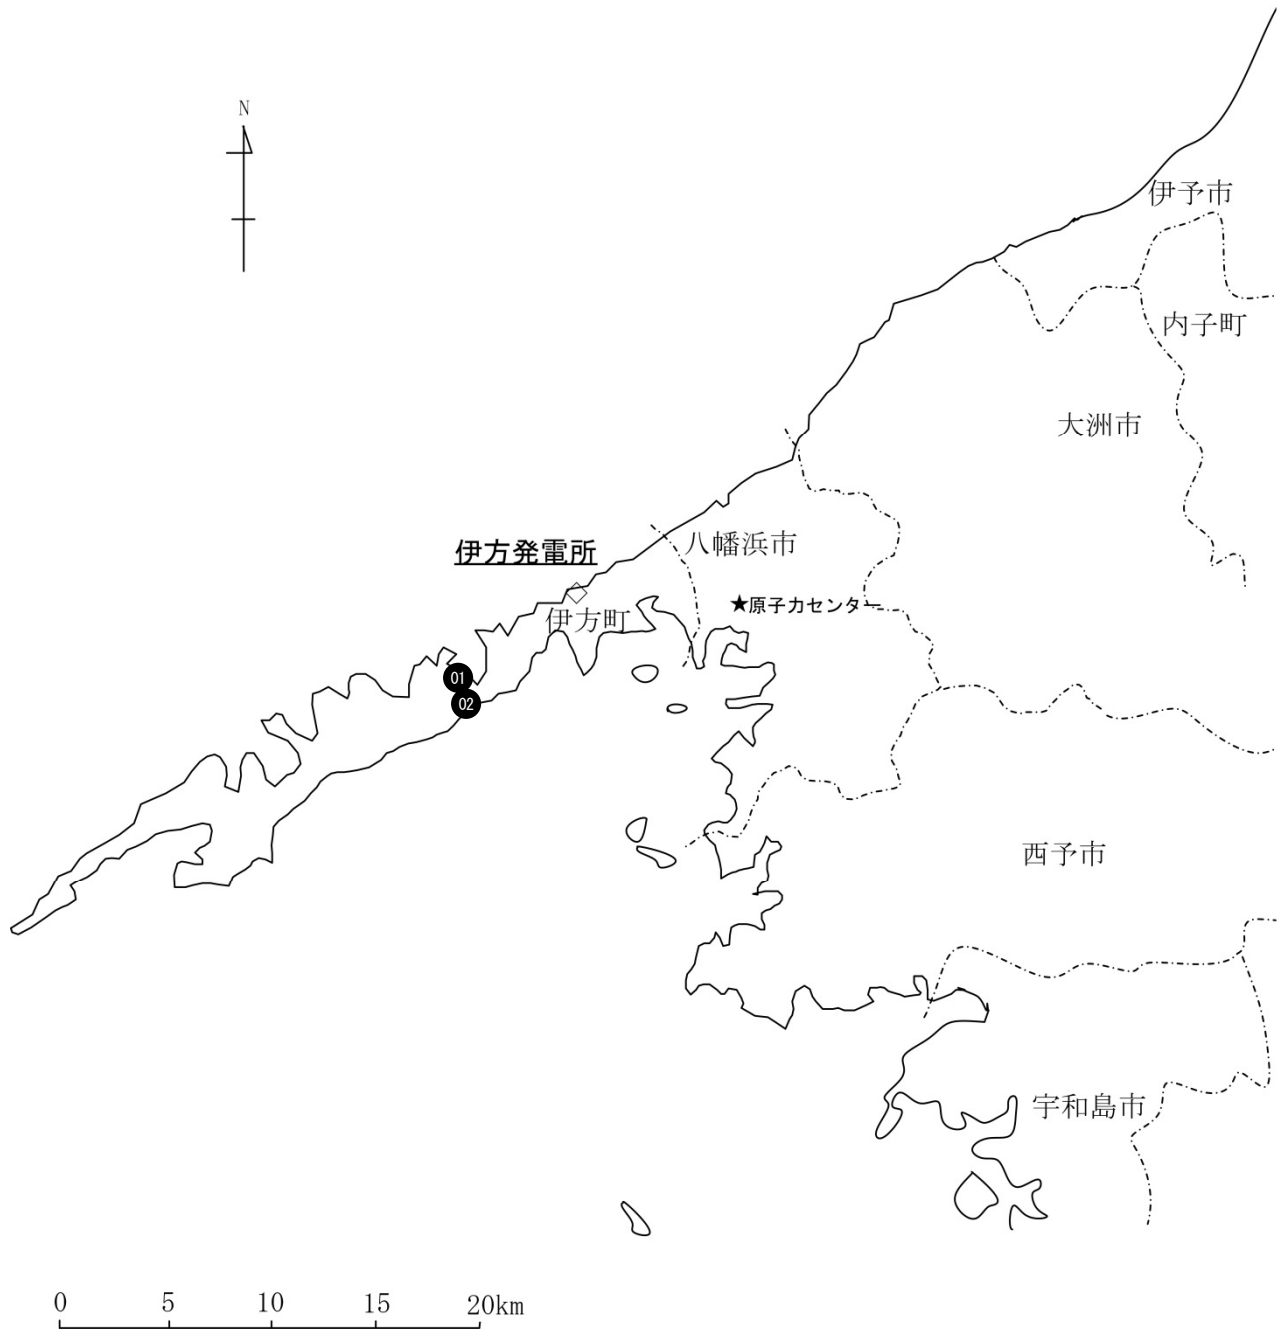 N
伊予市
内子町
大洲市
八幡浜市
伊方発電所
★原子力センター
伊方町
01
02
西予市
宇和島市
0 5 10 15 20km